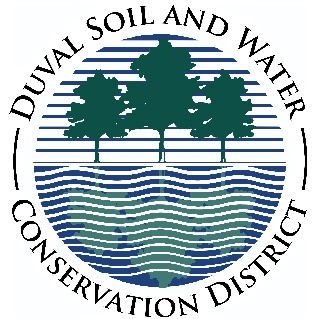 DUVAL SOIL AND WATER
CONSERVATION DISTRICT